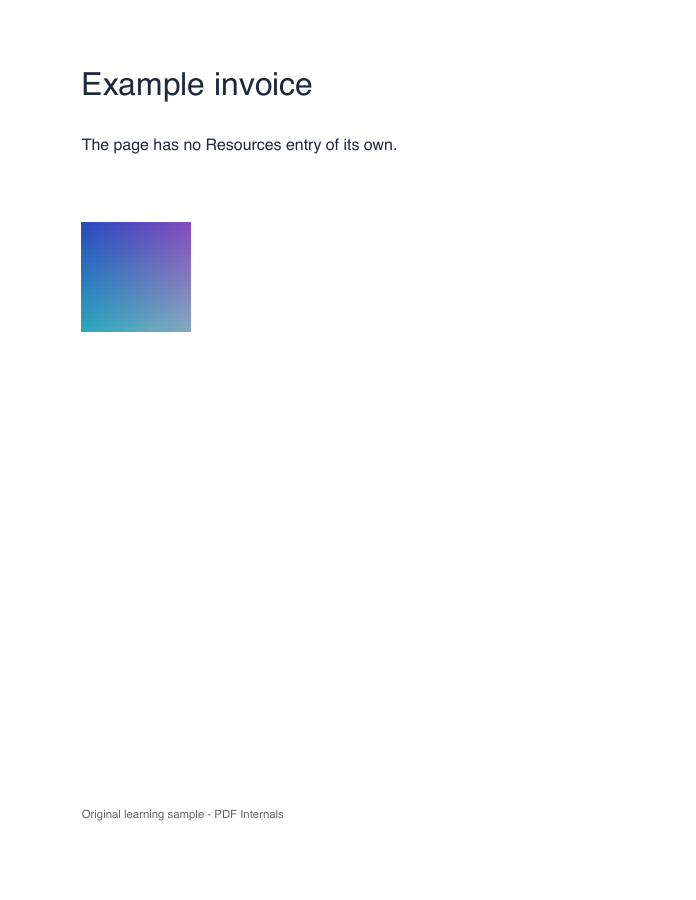 Example invoice
The page has no Resources entry of its own.
Original learning sample - PDF Internals